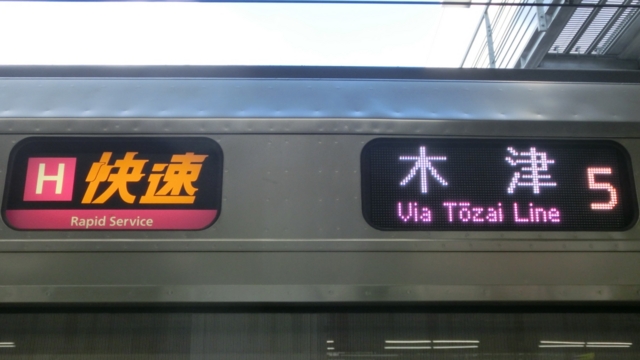 H 快速
Rapid Service
木津 5
Via Tōzai Line